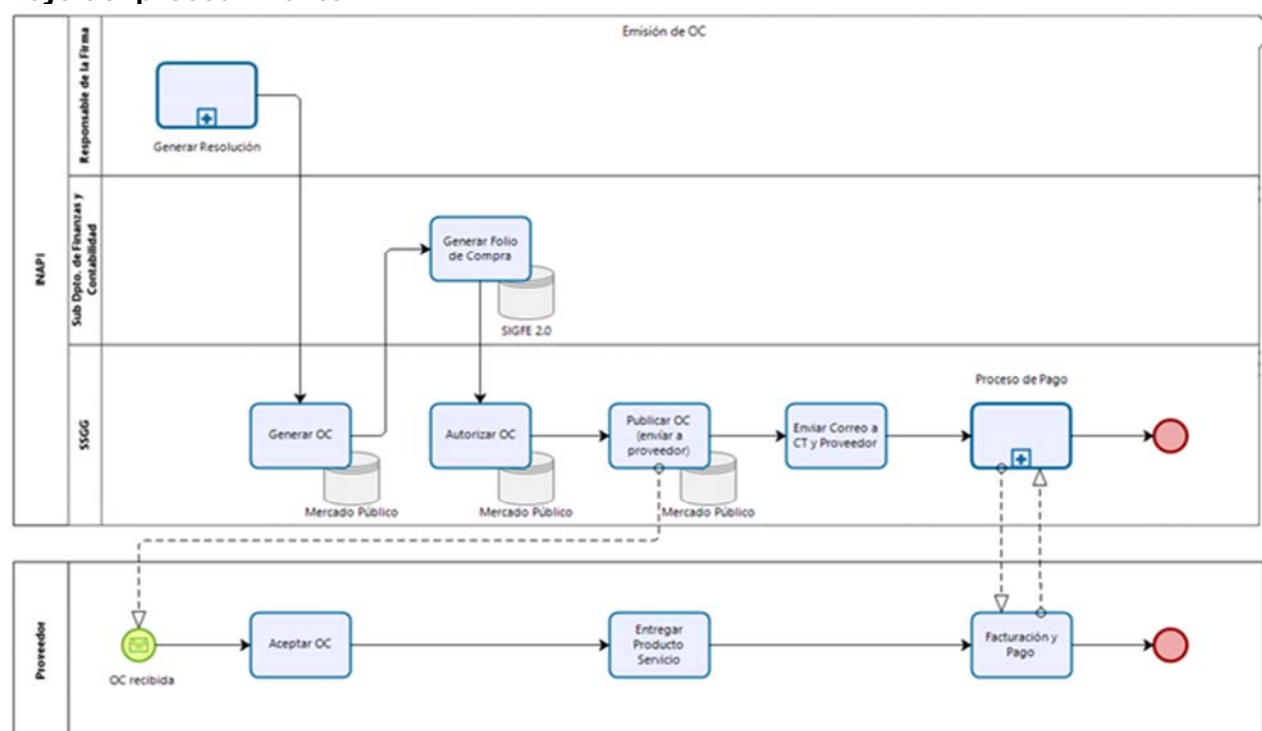 Emisión de OC
INAPI
Responsable de la Firma
Generar Resolución
Sub Dpto. de Finanzas y
Contabilidad
Generar Folio
de Compra
SIGFE 2.0
SSGG
Generar OC
Mercado Público
Autorizar OC
Mercado Público
Publicar OC
(envíar a
proveedor)
Mercado Público
Enviar Correo a
CT y Proveedor
Proceso de Pago
Proveedor
OC recibida
Aceptar OC
Entregar
Producto
Servicio
Facturación y
Pago